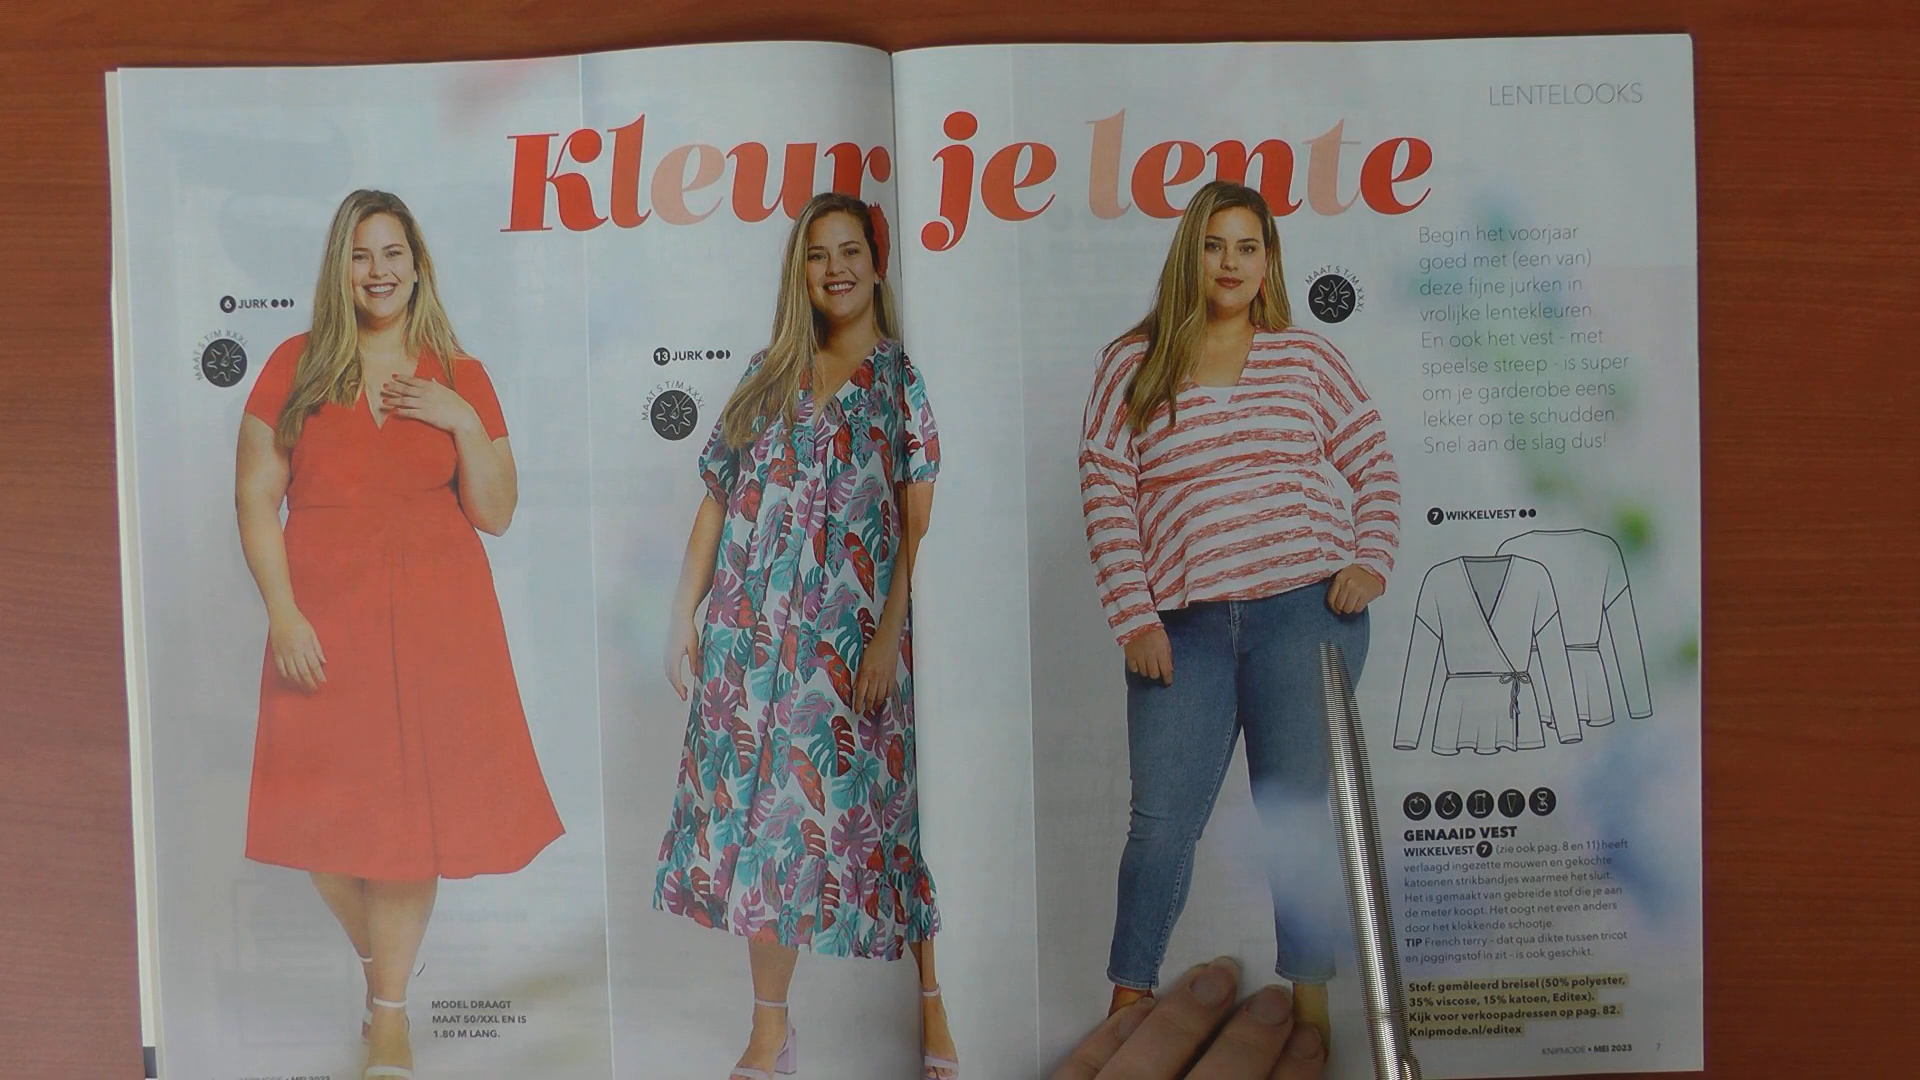 LENTELOOKS
Kleur je lente
Begin het voorjaar
goed met (een van)
deze fijne jurken in
vrolijke lentekleuren.
En ook het vest - met
speelse streep - is super
om je garderobe eens
lekker op te schudden.
Snel aan de slag dus!
6 JURK
MAAT S T/M XXXL
13 JURK
MAAT S T/M XXXL
MAAT S T/M XXXL
7 WIKKELVEST
GENAAID VEST
WIKKELVEST 7 (zie ook pag. 8 en 11) heeft
verlaagd ingezette mouwen en gekochte
katoenen strikbandjes waarmee het sluit.
Het is gemaakt van gebreide stof die je aan
de meter koopt. Het oogt net even anders
door het klokkende schootje.
TIP French terry - dat qua dikte tussen tricot
en joggingstof in zit - is ook geschikt.
Stof: gemêleerd breisel (50% polyester,
35% viscose, 15% katoen, Editex).
Kijk voor verkoopadressen op pag. 82.
Knipmode.nl/editex
MODEL DRAAGT
MAAT 50/XXL EN IS
1.80 M LANG.
KNIPMODE • MEI 2023 7
KNIPMODE • MEI 2023